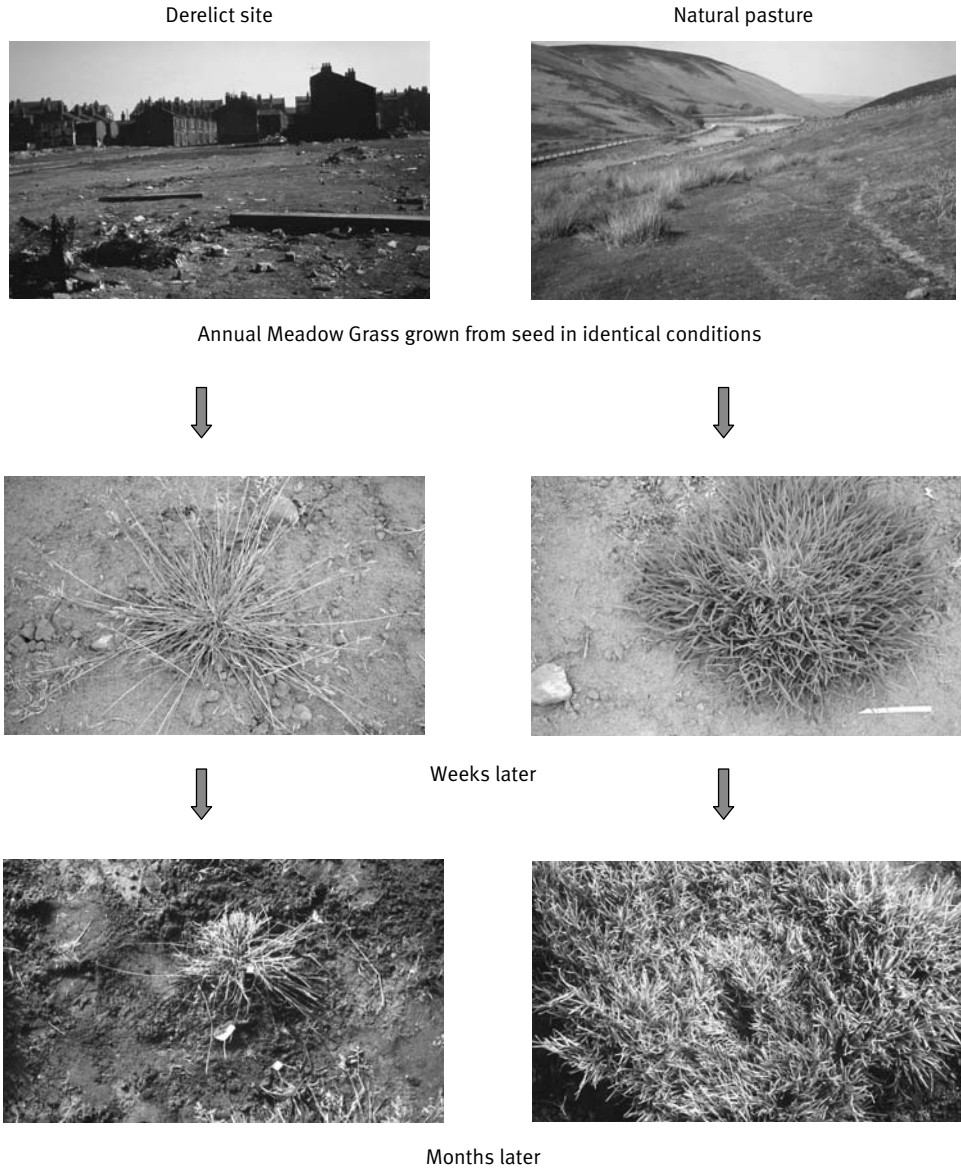 Derelict site
Natural pasture
Annual Meadow Grass grown from seed in identical conditions
Weeks later
Months later